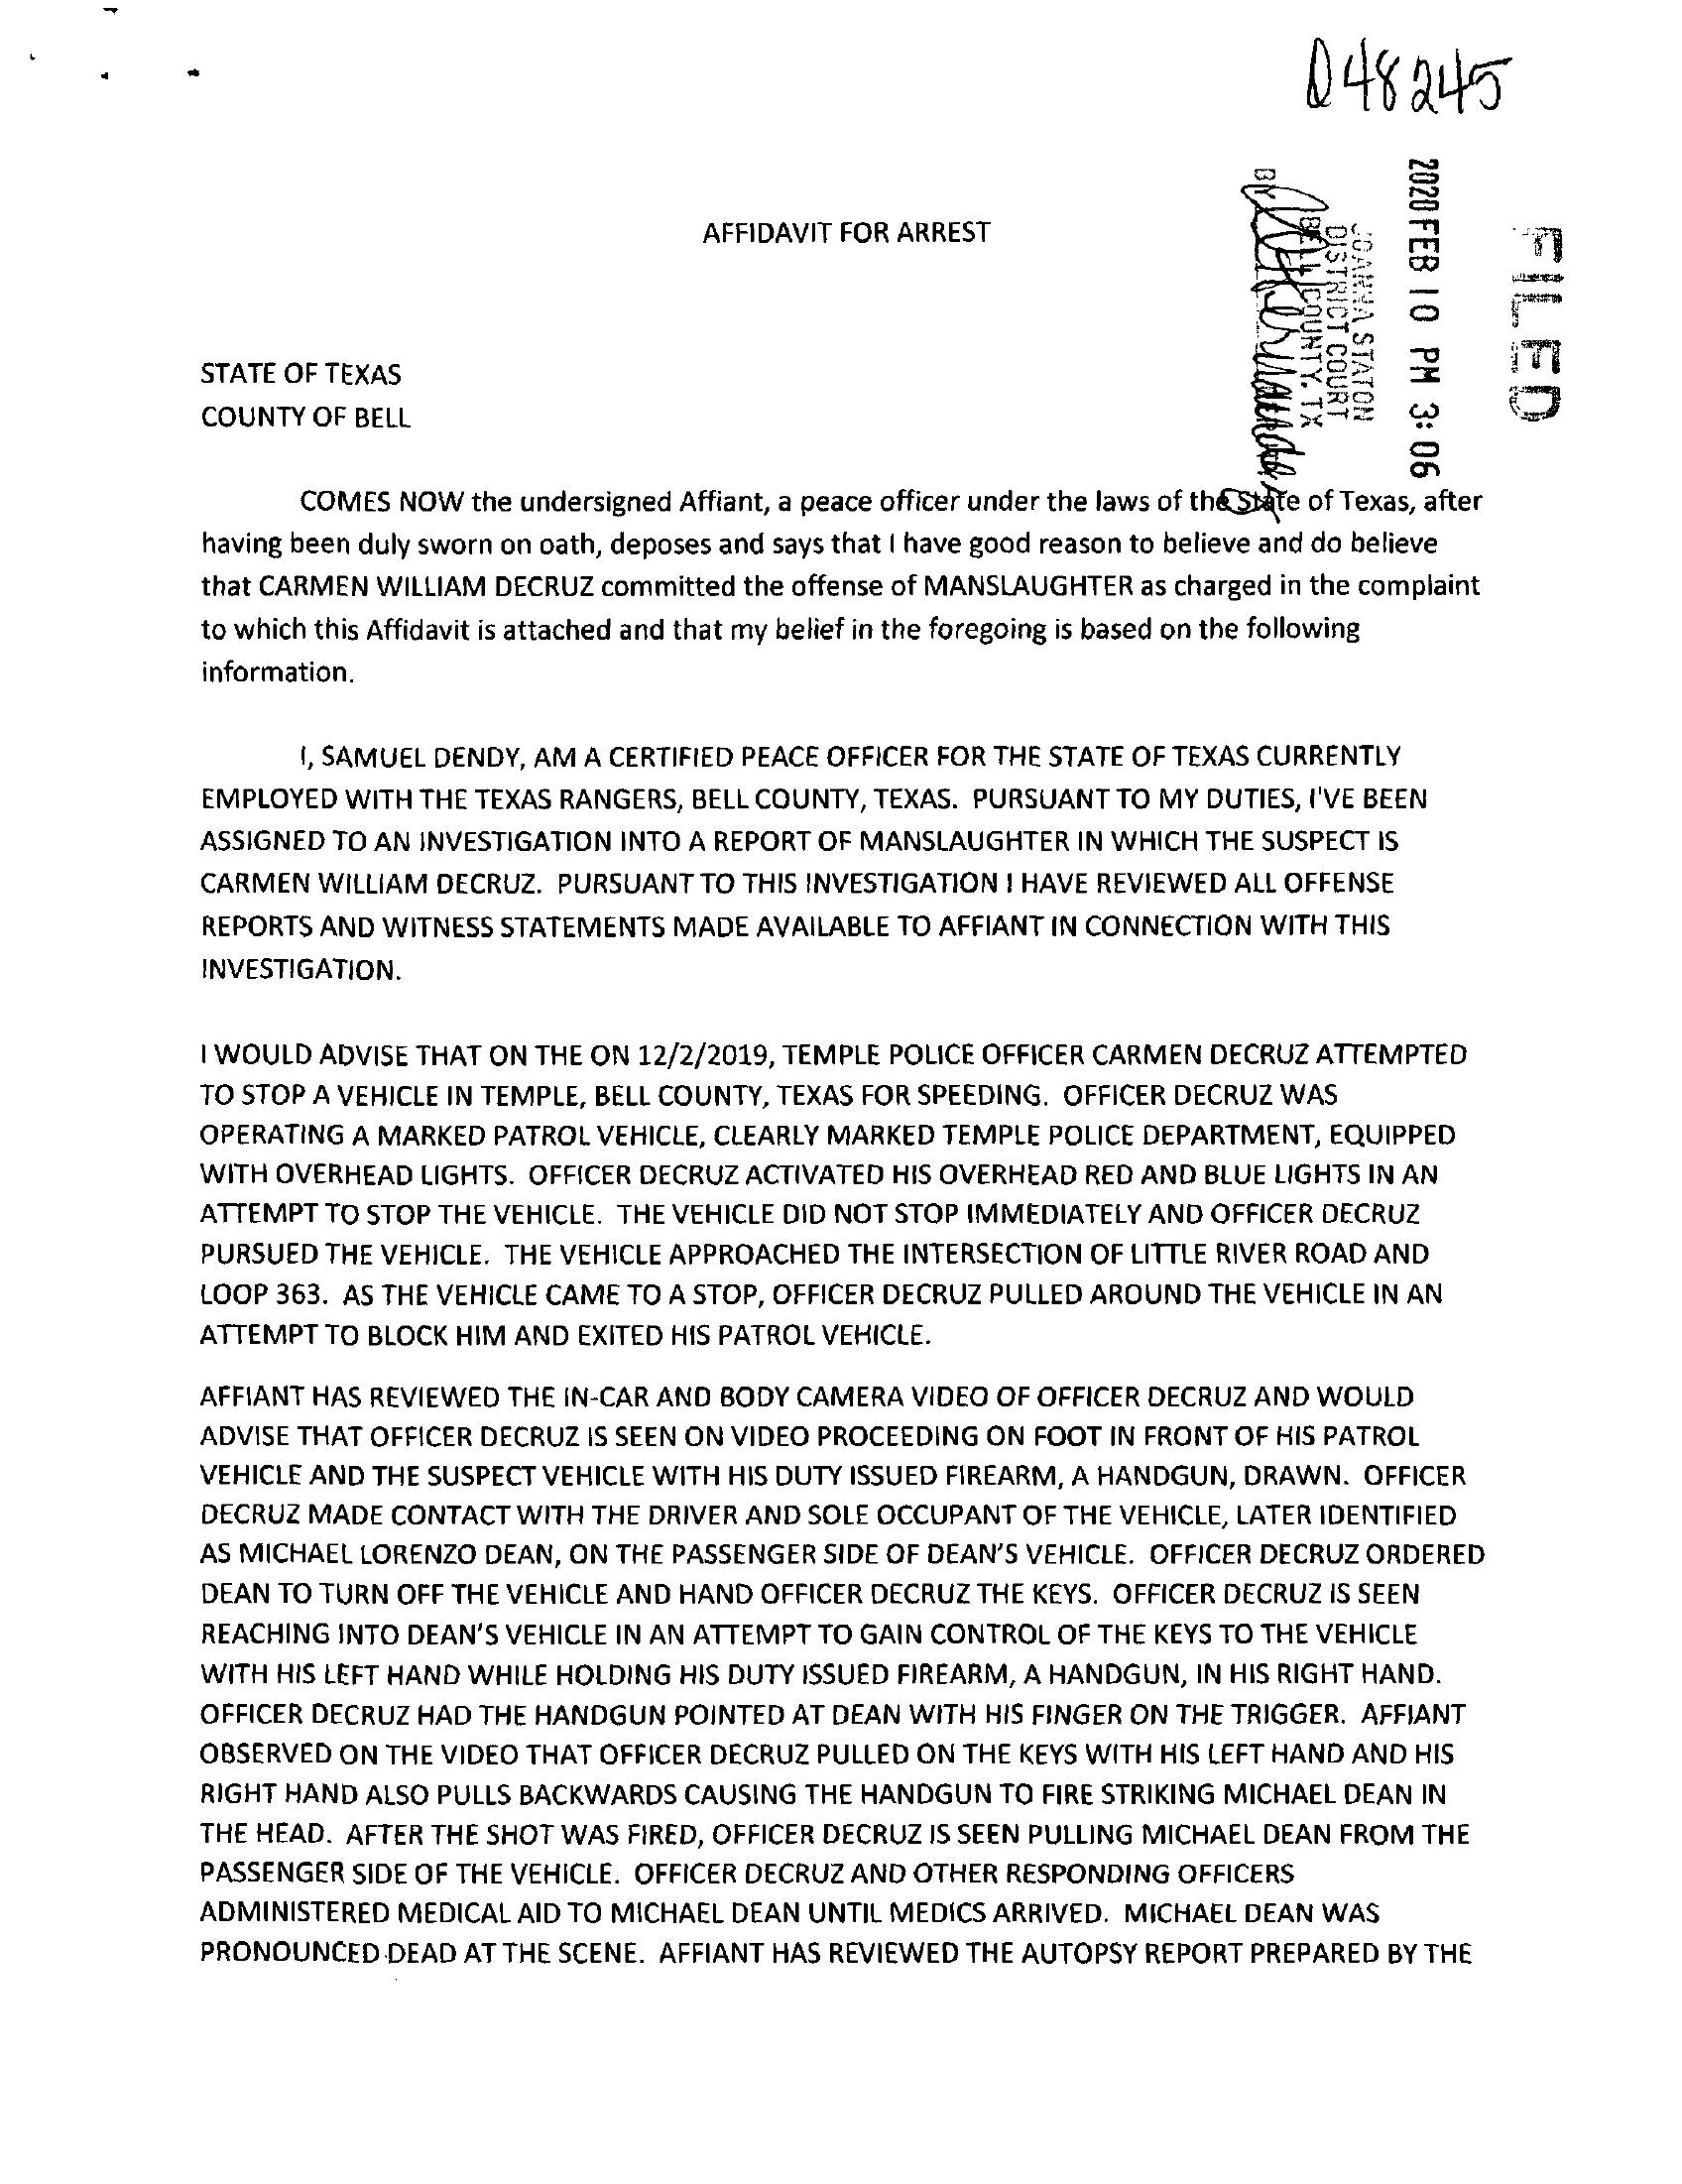 D48245
FILED
2020 FEB 10 PM 3:06
JOANNA STATON
DISTRICT COURT
BELL COUNTY, TX
BY
AFFIDAVIT FOR ARREST
STATE OF TEXAS
COUNTY OF BELL
COMES NOW the undersigned Affiant, a peace officer under the laws of the State of Texas, after
having been duly sworn on oath, deposes and says that I have good reason to believe and do believe
that CARMEN WILLIAM DECRUZ committed the offense of MANSLAUGHTER as charged in the complaint
to which this Affidavit is attached and that my belief in the foregoing is based on the following
information.
I, SAMUEL DENDY, AM A CERTIFIED PEACE OFFICER FOR THE STATE OF TEXAS CURRENTLY
EMPLOYED WITH THE TEXAS RANGERS, BELL COUNTY, TEXAS. PURSUANT TO MY DUTIES, I'VE BEEN
ASSIGNED TO AN INVESTIGATION INTO A REPORT OF MANSLAUGHTER IN WHICH THE SUSPECT IS
CARMEN WILLIAM DECRUZ. PURSUANT TO THIS INVESTIGATION I HAVE REVIEWED ALL OFFENSE
REPORTS AND WITNESS STATEMENTS MADE AVAILABLE TO AFFIANT IN CONNECTION WITH THIS
INVESTIGATION.
I WOULD ADVISE THAT ON THE ON 12/2/2019, TEMPLE POLICE OFFICER CARMEN DECRUZ ATTEMPTED
TO STOP A VEHICLE IN TEMPLE, BELL COUNTY, TEXAS FOR SPEEDING. OFFICER DECRUZ WAS
OPERATING A MARKED PATROL VEHICLE, CLEARLY MARKED TEMPLE POLICE DEPARTMENT, EQUIPPED
WITH OVERHEAD LIGHTS. OFFICER DECRUZ ACTIVATED HIS OVERHEAD RED AND BLUE LIGHTS IN AN
ATTEMPT TO STOP THE VEHICLE. THE VEHICLE DID NOT STOP IMMEDIATELY AND OFFICER DECRUZ
PURSUED THE VEHICLE. THE VEHICLE APPROACHED THE INTERSECTION OF LITTLE RIVER ROAD AND
LOOP 363. AS THE VEHICLE CAME TO A STOP, OFFICER DECRUZ PULLED AROUND THE VEHICLE IN AN
ATTEMPT TO BLOCK HIM AND EXITED HIS PATROL VEHICLE.
AFFIANT HAS REVIEWED THE IN-CAR AND BODY CAMERA VIDEO OF OFFICER DECRUZ AND WOULD
ADVISE THAT OFFICER DECRUZ IS SEEN ON VIDEO PROCEEDING ON FOOT IN FRONT OF HIS PATROL
VEHICLE AND THE SUSPECT VEHICLE WITH HIS DUTY ISSUED FIREARM, A HANDGUN, DRAWN. OFFICER
DECRUZ MADE CONTACT WITH THE DRIVER AND SOLE OCCUPANT OF THE VEHICLE, LATER IDENTIFIED
AS MICHAEL LORENZO DEAN, ON THE PASSENGER SIDE OF DEAN'S VEHICLE. OFFICER DECRUZ ORDERED
DEAN TO TURN OFF THE VEHICLE AND HAND OFFICER DECRUZ THE KEYS. OFFICER DECRUZ IS SEEN
REACHING INTO DEAN'S VEHICLE IN AN ATTEMPT TO GAIN CONTROL OF THE KEYS TO THE VEHICLE
WITH HIS LEFT HAND WHILE HOLDING HIS DUTY ISSUED FIREARM, A HANDGUN, IN HIS RIGHT HAND.
OFFICER DECRUZ HAD THE HANDGUN POINTED AT DEAN WITH HIS FINGER ON THE TRIGGER. AFFIANT
OBSERVED ON THE VIDEO THAT OFFICER DECRUZ PULLED ON THE KEYS WITH HIS LEFT HAND AND HIS
RIGHT HAND ALSO PULLS BACKWARDS CAUSING THE HANDGUN TO FIRE STRIKING MICHAEL DEAN IN
THE HEAD. AFTER THE SHOT WAS FIRED, OFFICER DECRUZ IS SEEN PULLING MICHAEL DEAN FROM THE
PASSENGER SIDE OF THE VEHICLE. OFFICER DECRUZ AND OTHER RESPONDING OFFICERS
ADMINISTERED MEDICAL AID TO MICHAEL DEAN UNTIL MEDICS ARRIVED. MICHAEL DEAN WAS
PRONOUNCED DEAD AT THE SCENE. AFFIANT HAS REVIEWED THE AUTOPSY REPORT PREPARED BY THE